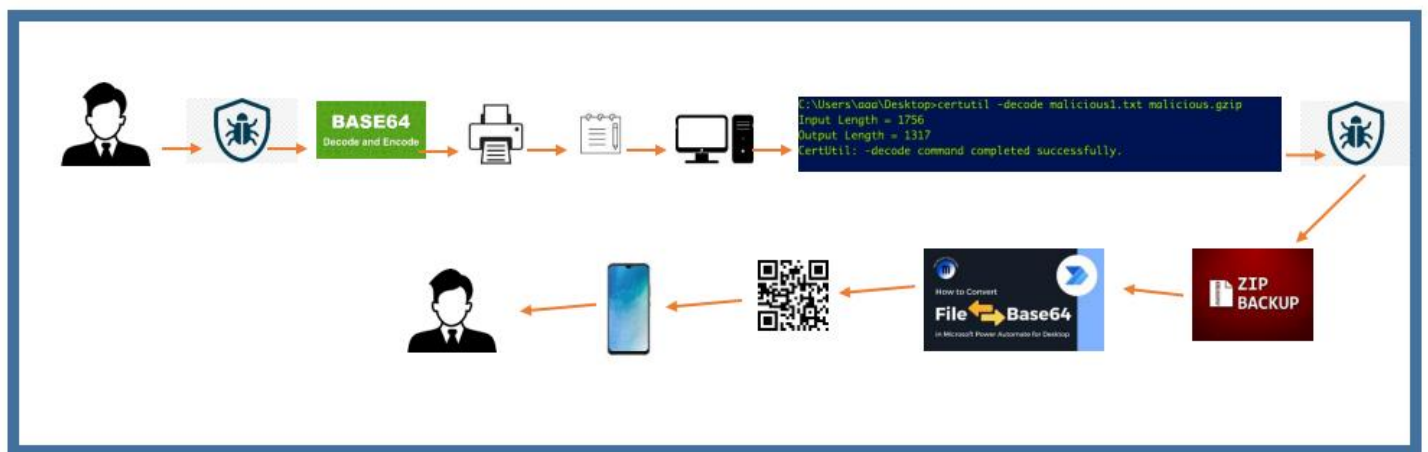 BASE64
Decode and Encode
C:\Users\aaa\Desktop>certutil -decode malicious1.txt malicious.gzip
Input Length = 1756
Output Length = 1317
CertUtil: -decode command completed successfully.
How to Convert
File Base64
in Microsoft Power Automate for Desktop
ZIP
BACKUP